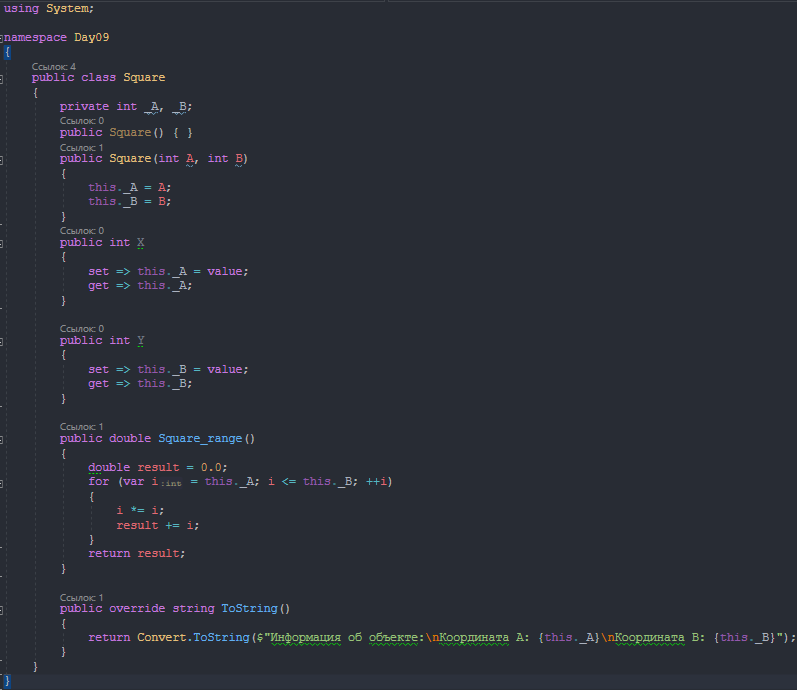 using System;
namespace Day09
{
Ссылок: 4
public class Square
{
private int _A, _B;
Ссылок: 0
public Square() { }
Ссылок: 1
public Square(int A, int B)
{
this._A = A;
this._B = B;
}
Ссылок: 0
public int X
{
set => this._A = value;
get => this._A;
}
Ссылок: 0
public int Y
{
set => this._B = value;
get => this._B;
}
Ссылок: 1
public double Square_range()
{
double result = 0.0;
for (var i:int = this._A; i <= this._B; ++i)
{
i *= i;
result += i;
}
return result;
}
Ссылок: 1
public override string ToString()
{
return Convert.ToString($"Информация об объекте:\nКоордината A: {this._A}\nКоордината B: {this._B}");
}
}
}